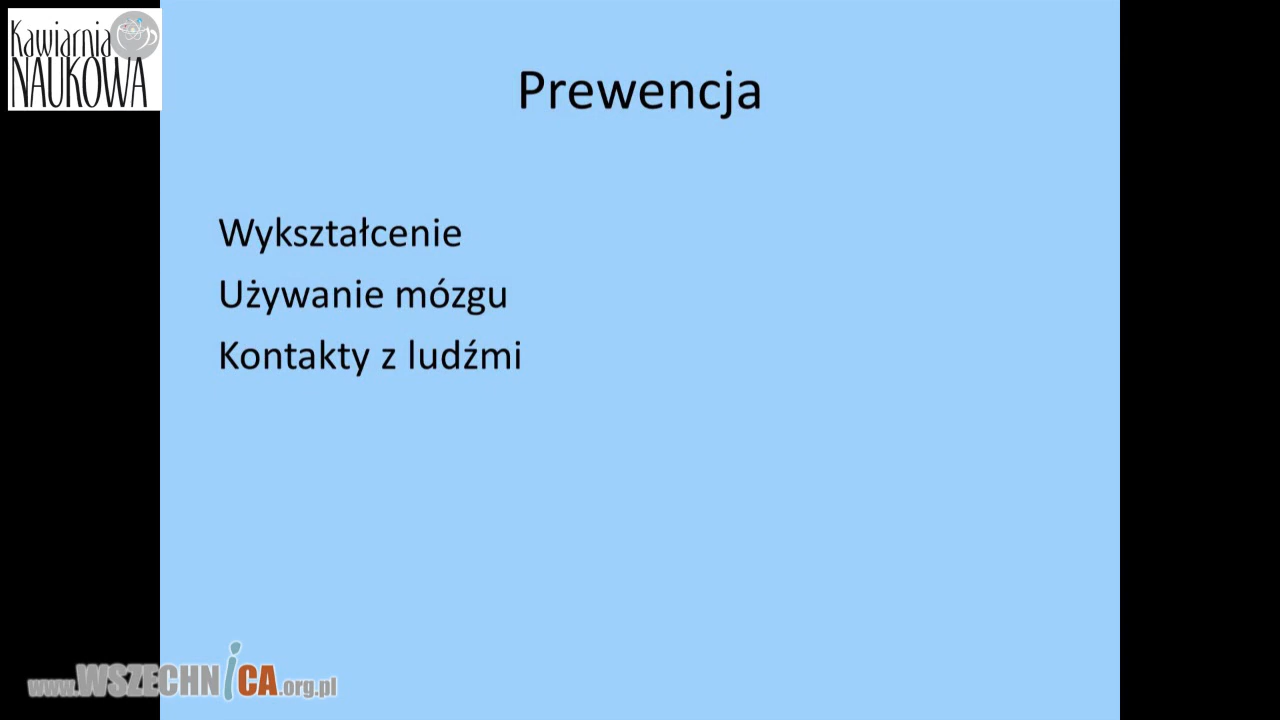 Kawiarnia
NAUKOWA
Prewencja
Wykształcenie
Używanie mózgu
Kontakty z ludźmi
www.WSZECHNiCA.org.pl